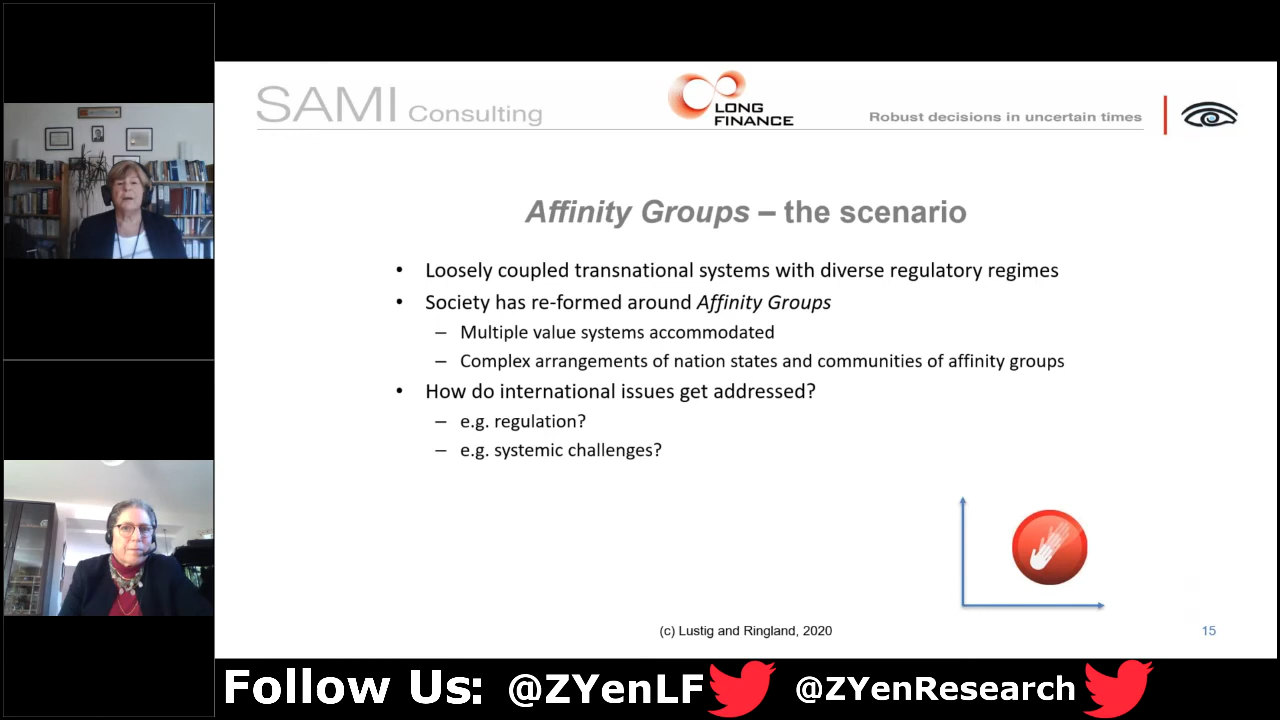 SAMI Consulting
LONG
FINANCE
Robust decisions in uncertain times
Affinity Groups – the scenario
• Loosely coupled transnational systems with diverse regulatory regimes
• Society has re-formed around Affinity Groups
– Multiple value systems accommodated
– Complex arrangements of nation states and communities of affinity groups
• How do international issues get addressed?
– e.g. regulation?
– e.g. systemic challenges?
(c) Lustig and Ringland, 2020
15
Follow Us: @ZYenLF @ZYenResearch